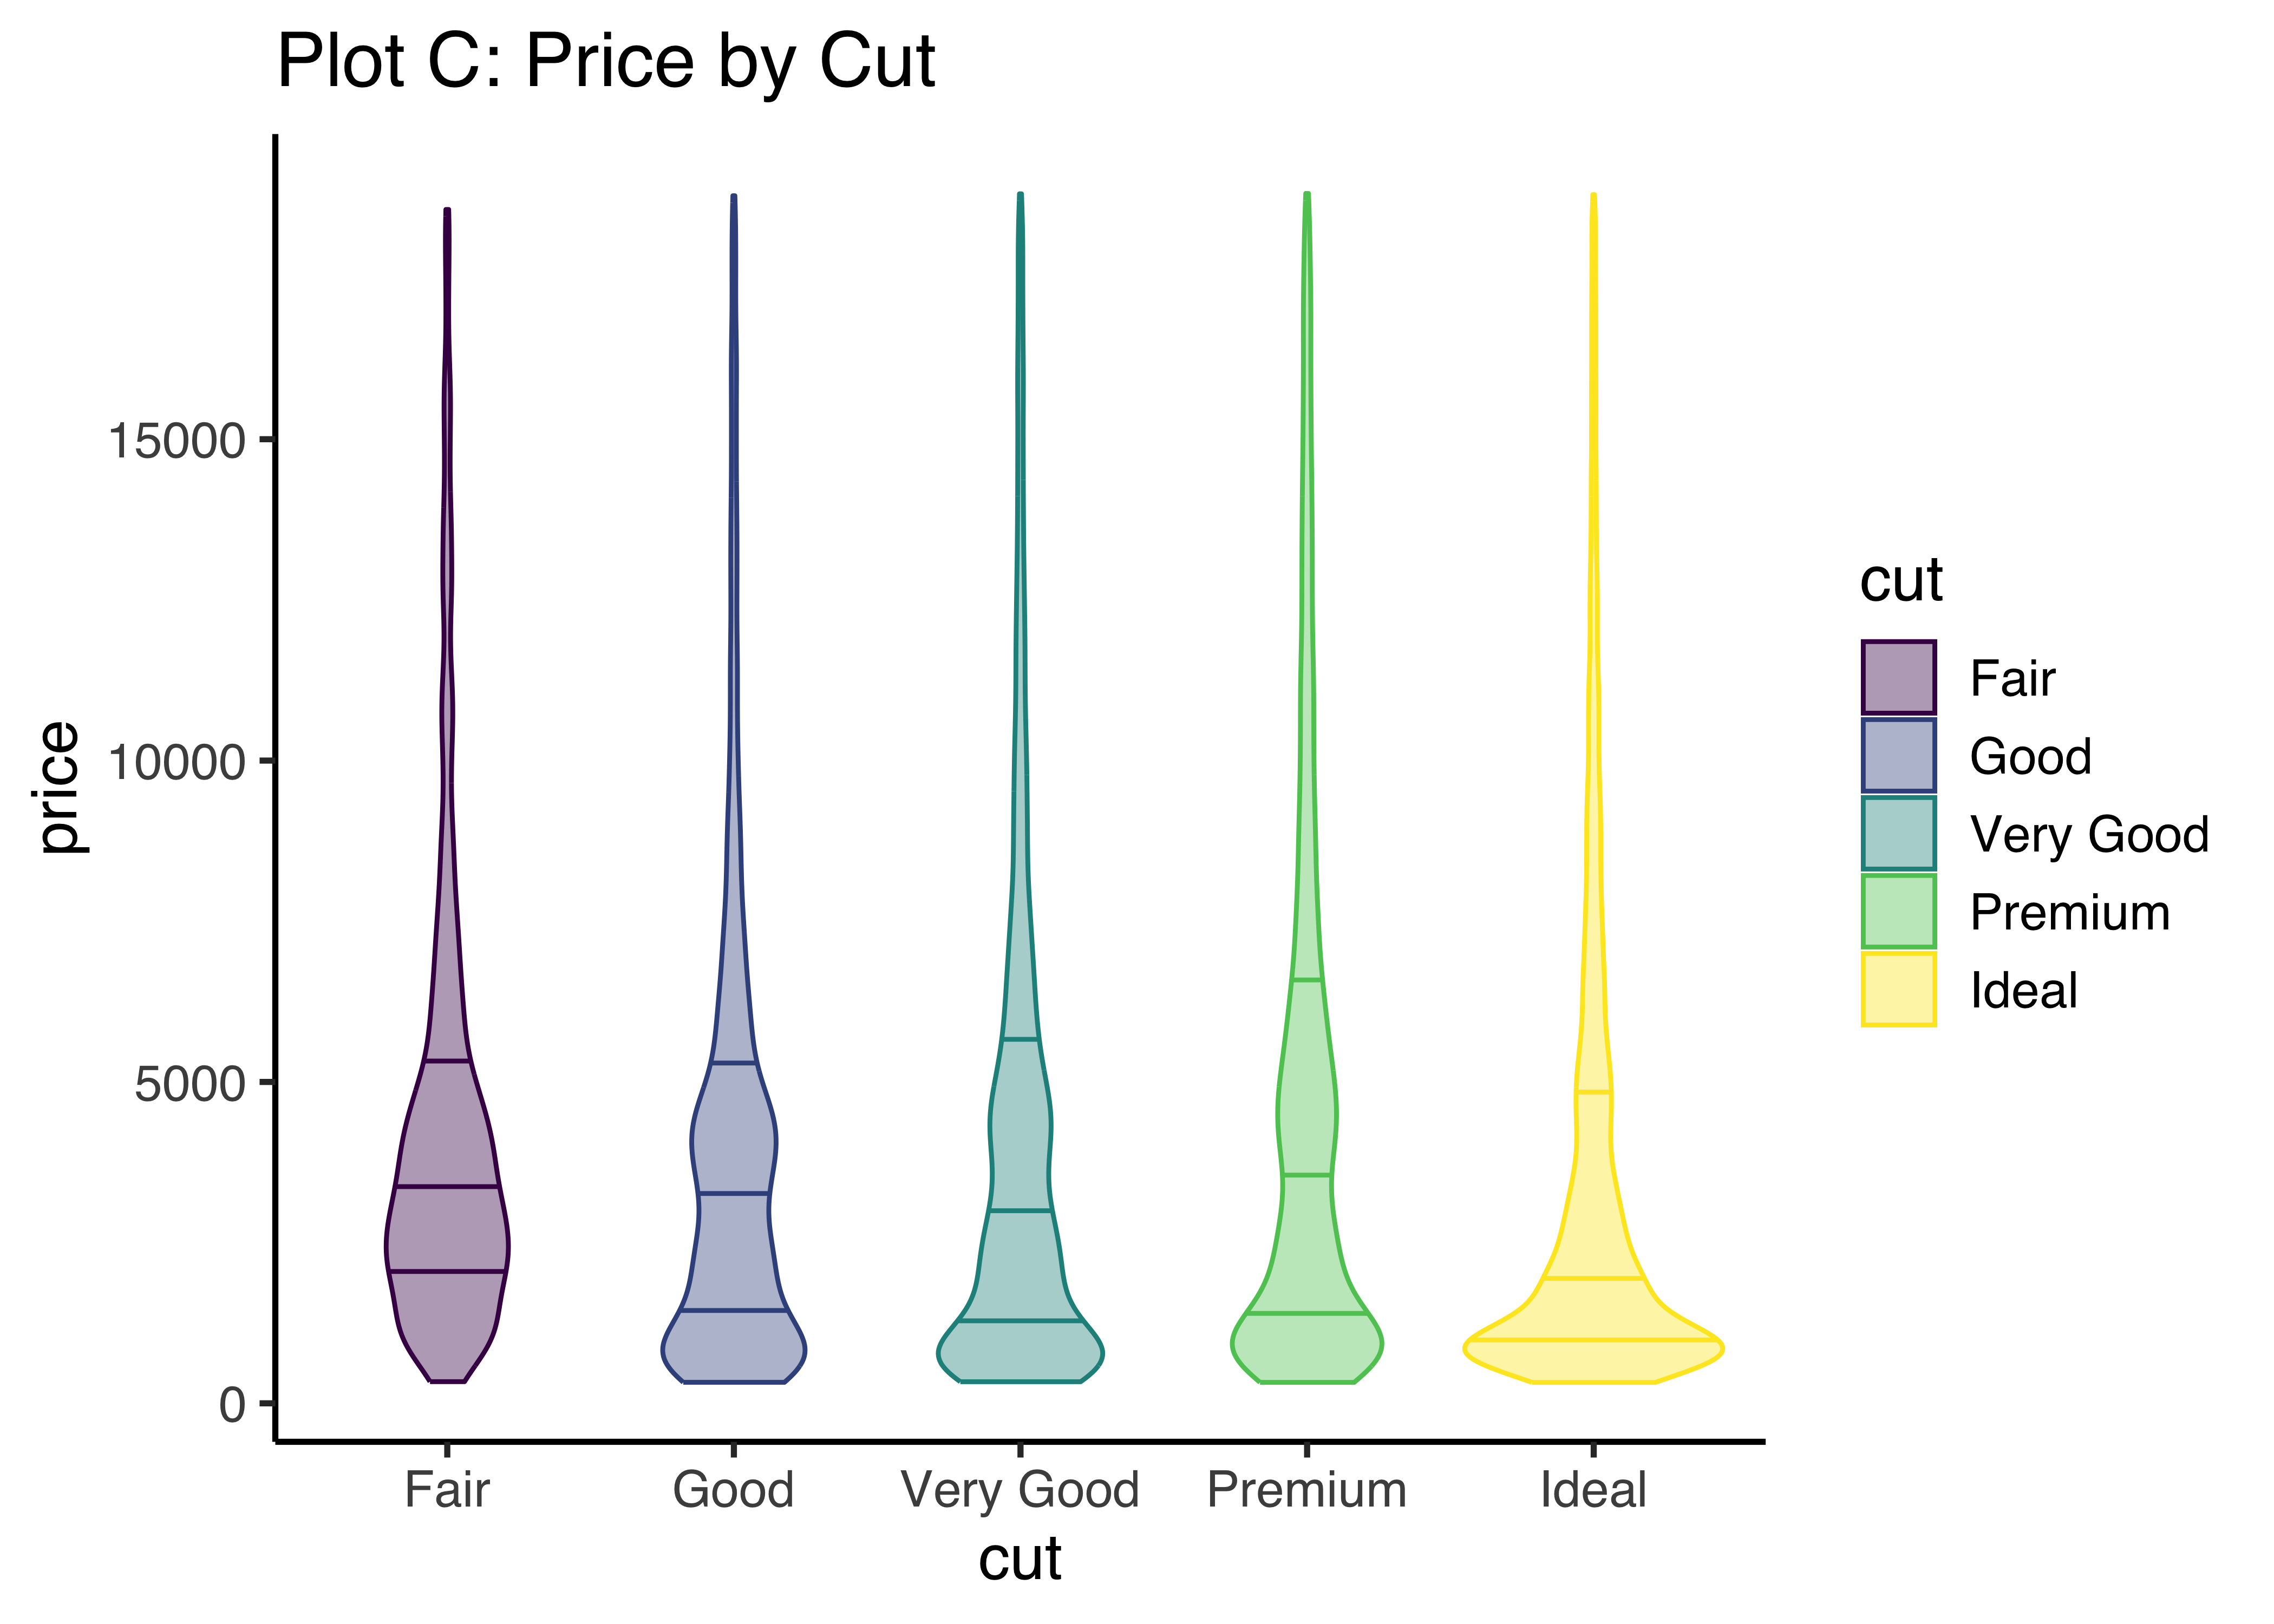 Plot C: Price by Cut
price
15000
10000
5000
0
Fair
Good
Very Good
Premium
Ideal
cut
cut
Fair
Good
Very Good
Premium
Ideal